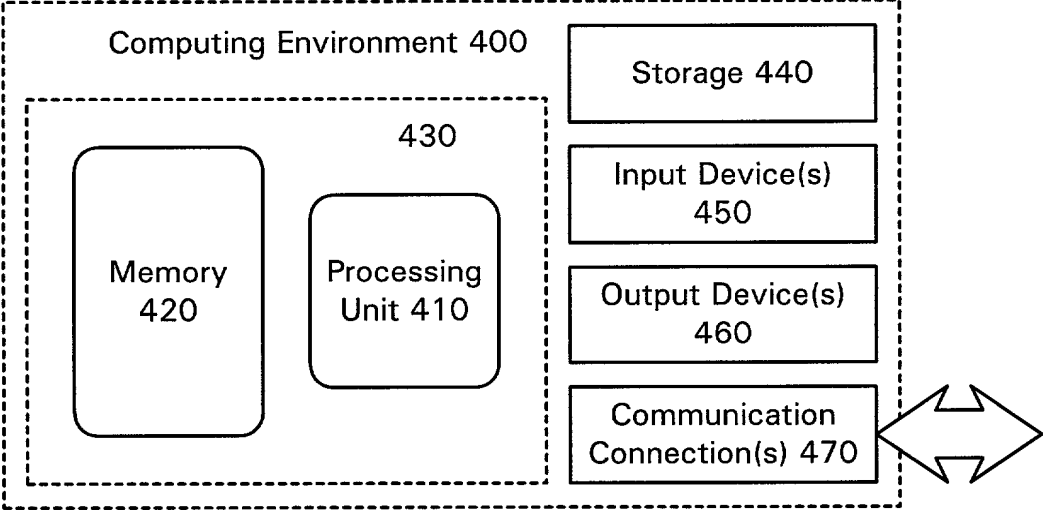 Computing Environment 400
430
Memory
420
Processing
Unit 410
Storage 440
Input Device(s)
450
Output Device(s)
460
Communication
Connection(s) 470